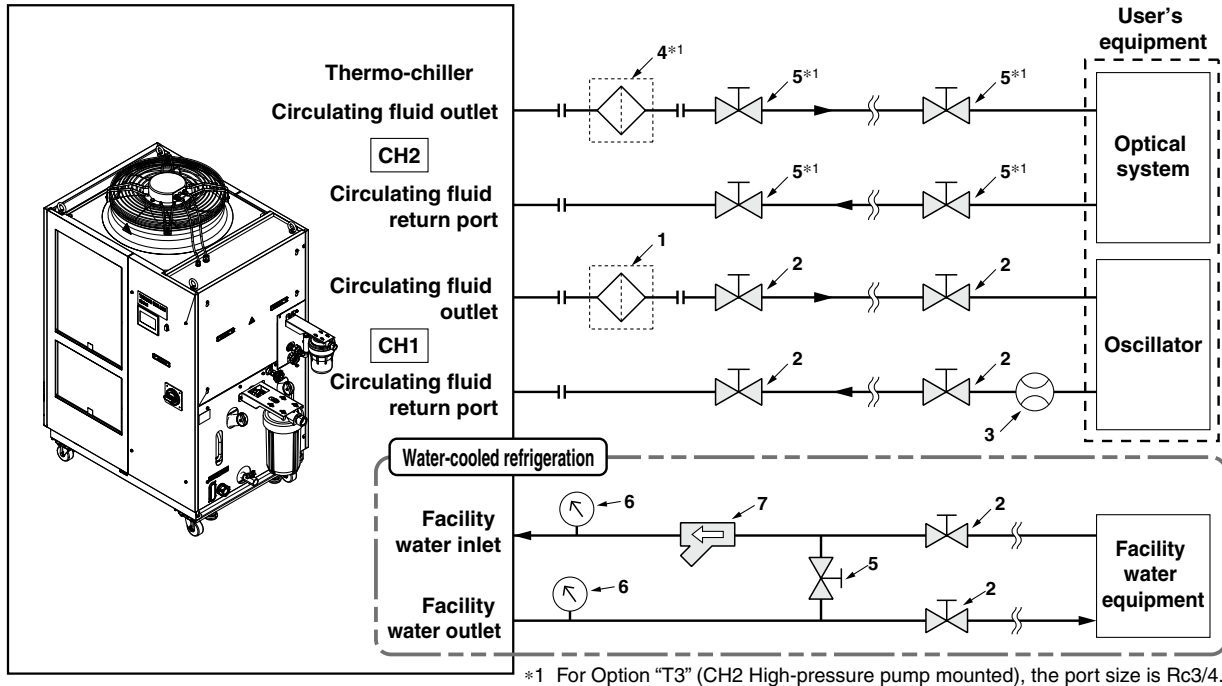 User's
equipment
4*1
5*1
5*1
Thermo-chiller
Circulating fluid outlet
Optical
system
CH2
5*1
5*1
Circulating fluid
return port
1
2
2
Circulating fluid
outlet
CH1
Oscillator
2
2
Circulating fluid
return port
3
Water-cooled refrigeration
6
7
2
Facility
water inlet
5
Facility
water
equipment
6
2
Facility
water outlet
*1 For Option “T3” (CH2 High-pressure pump mounted), the port size is Rc3/4.